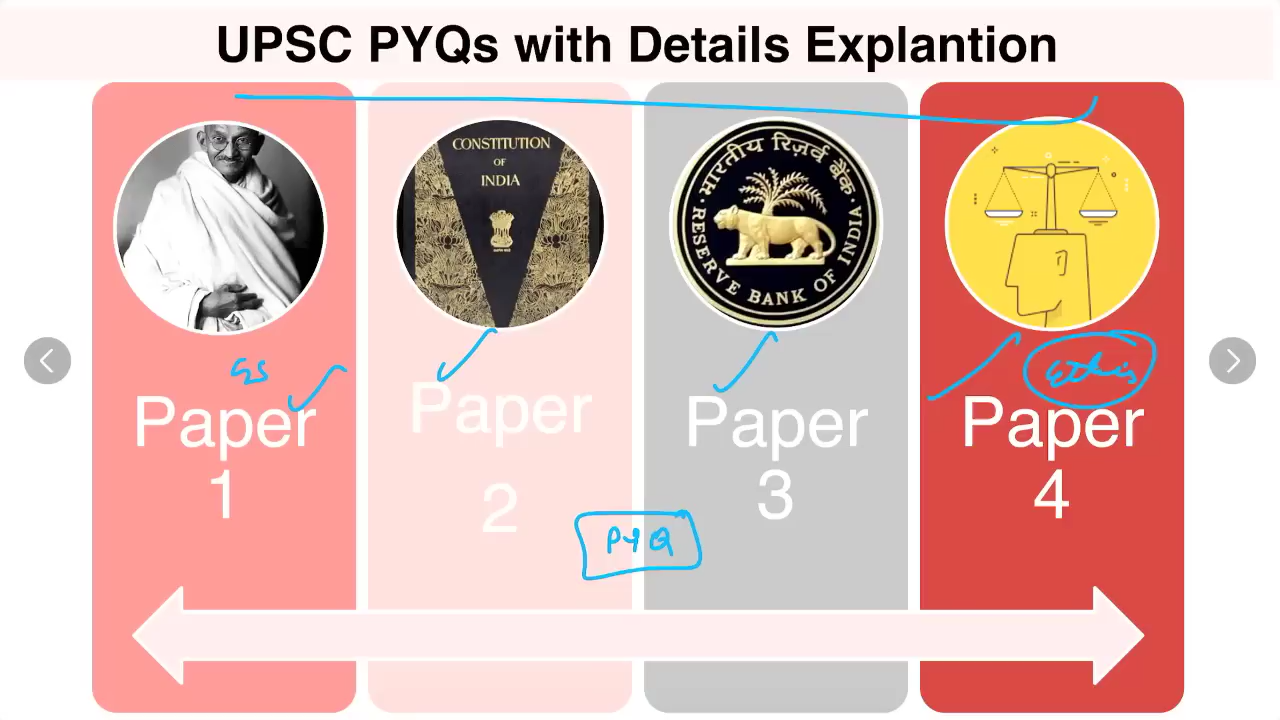 UPSC PYQs with Details Explantion
CONSTITUTION
OF
INDIA
भारतीय रिज़र्व बैंक
RESERVE BANK OF INDIA
GS
Ethics
Paper
1
Paper
2
Paper
3
Paper
4
PYQ